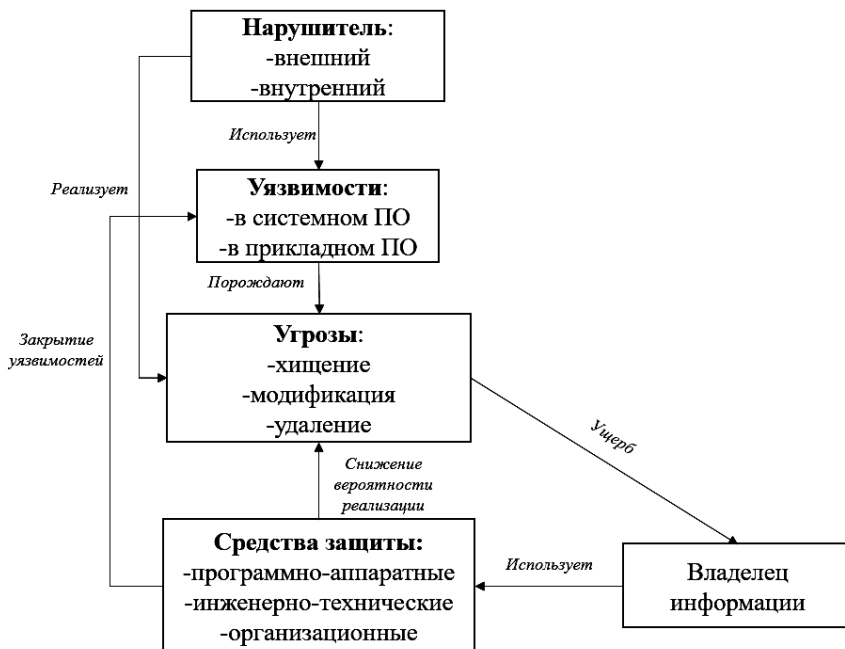 Нарушитель:
-внешний
-внутренний
Использует
Реализует
Уязвимости:
-в системном ПО
-в прикладном ПО
Порождают
Закрытие
уязвимостей
Угрозы:
-хищение
-модификация
-удаление
Ущерб
Снижение
вероятности
реализации
Средства защиты:
-программно-аппаратные
-инженерно-технические
-организационные
Использует
Владелец
информации